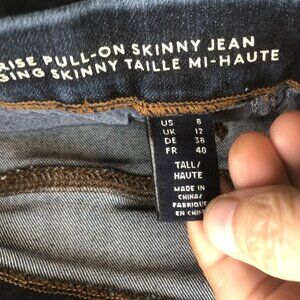 RISE PULL-ON SKINNY JEAN
GING SKINNY TAILLE MI-HAUTE
US 8
UK 12
DE 38
FR 40
TALL/
HAUTE
MADE IN
CHINA/
FABRIQUÉ
EN CHINE